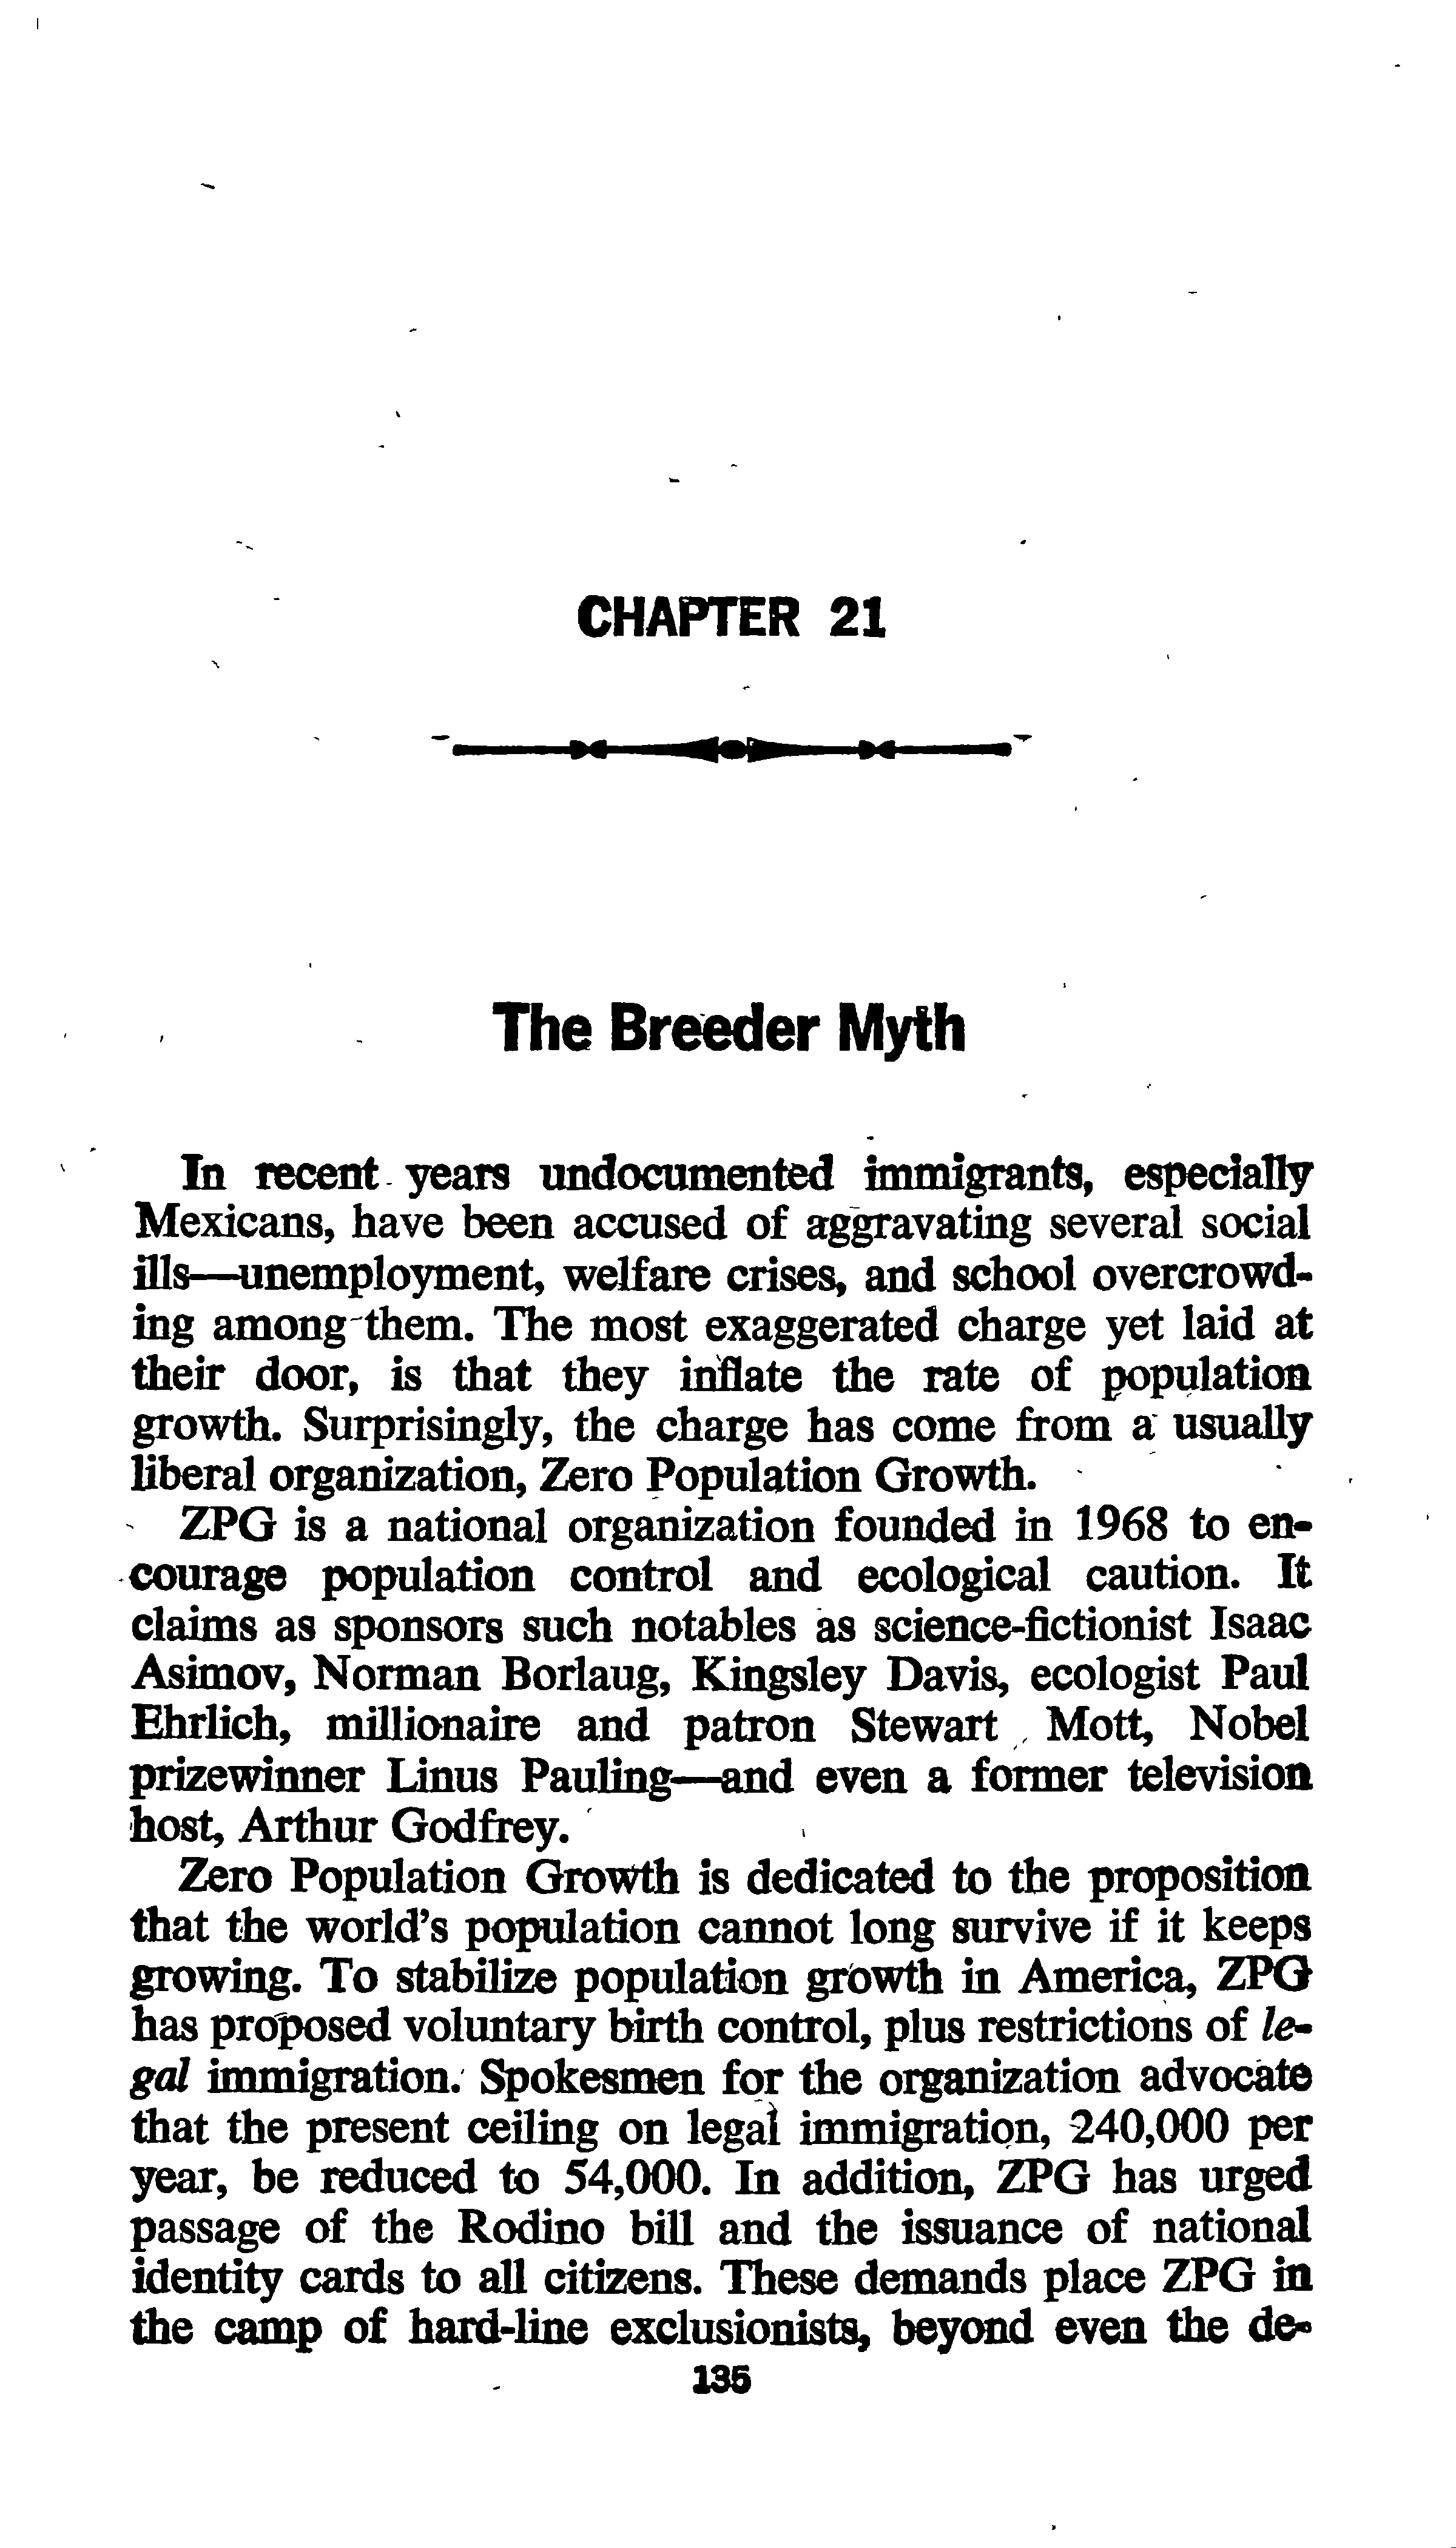 CHAPTER 21
The Breeder Myth
In recent years undocumented immigrants, especially
Mexicans, have been accused of aggravating several social
ills—unemployment, welfare crises, and school overcrowd-
ing among them. The most exaggerated charge yet laid at
their door, is that they inflate the rate of population
growth. Surprisingly, the charge has come from a usually
liberal organization, Zero Population Growth.
ZPG is a national organization founded in 1968 to en-
courage population control and ecological caution. It
claims as sponsors such notables as science-fictionist Isaac
Asimov, Norman Borlaug, Kingsley Davis, ecologist Paul
Ehrlich, millionaire and patron Stewart Mott, Nobel
prizewinner Linus Pauling—and even a former television
host, Arthur Godfrey.
Zero Population Growth is dedicated to the proposition
that the world's population cannot long survive if it keeps
growing. To stabilize population growth in America, ZPG
has proposed voluntary birth control, plus restrictions of le-
gal immigration. Spokesmen for the organization advocate
that the present ceiling on legal immigration, 240,000 per
year, be reduced to 54,000. In addition, ZPG has urged
passage of the Rodino bill and the issuance of national
identity cards to all citizens. These demands place ZPG in
the camp of hard-line exclusionists, beyond even the de-
135